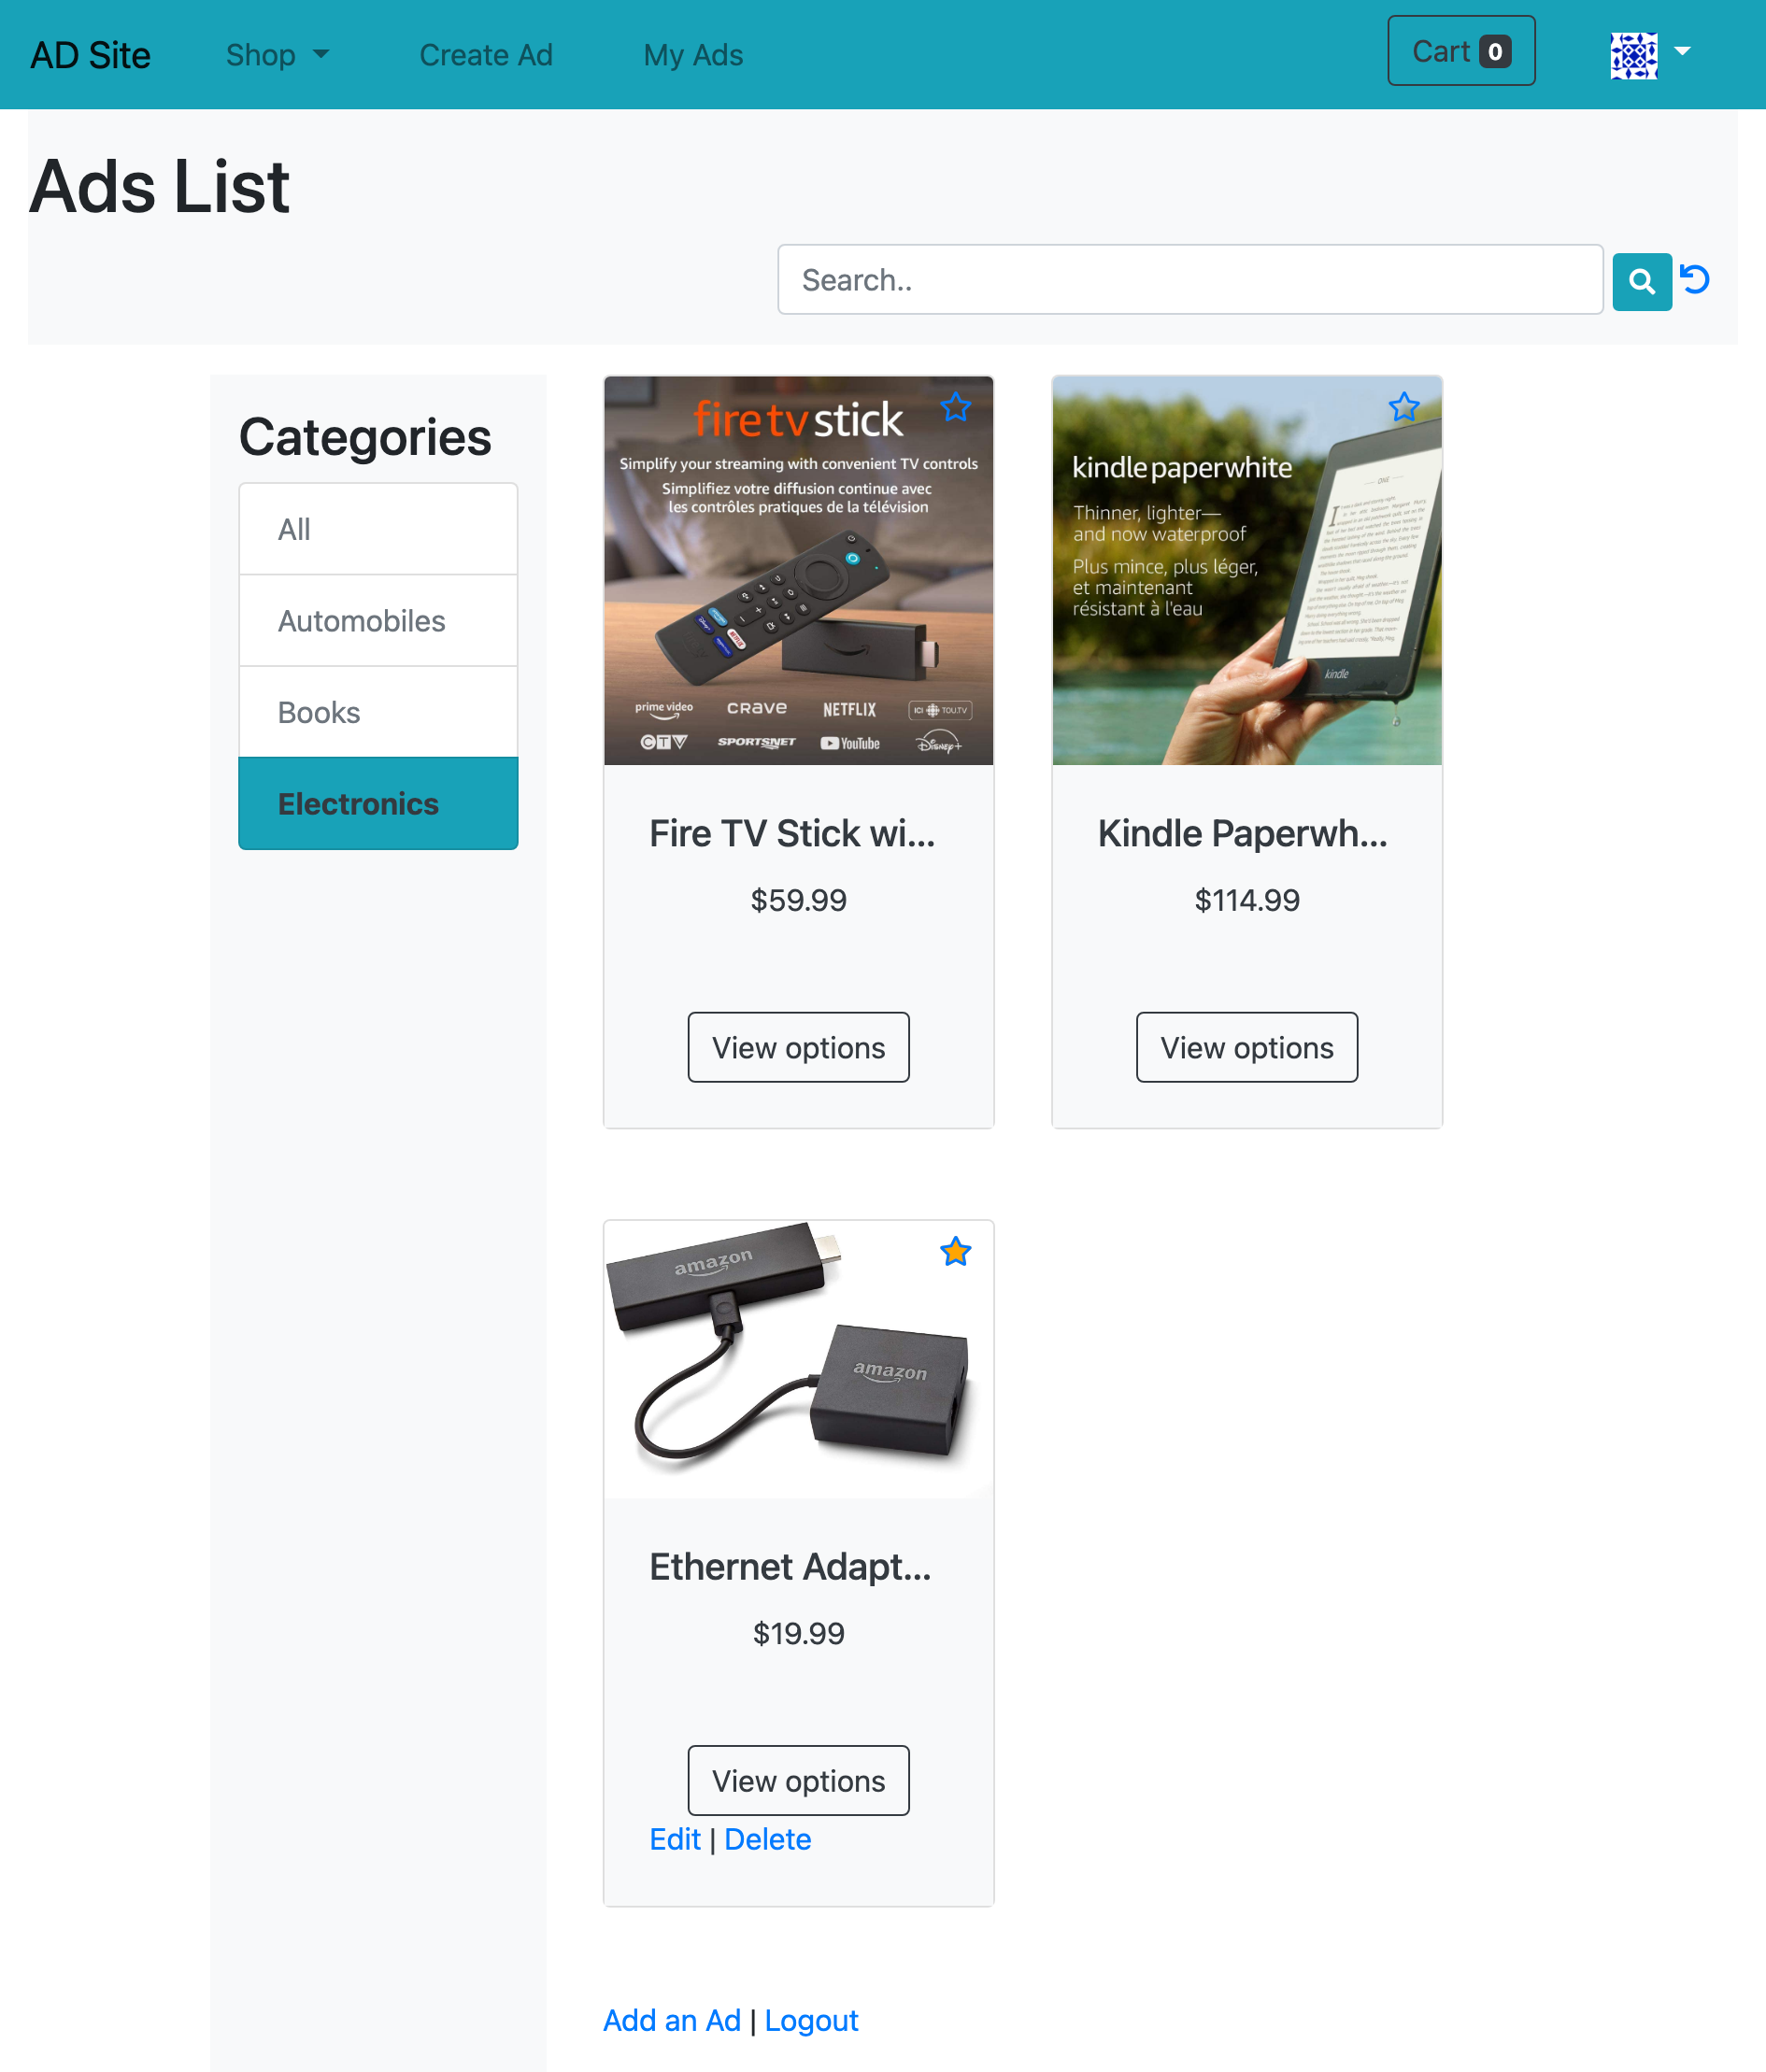 AD Site
Shop
Create Ad
My Ads
Cart 0
Ads List
Search..
Categories
All
Automobiles
Books
Electronics
fire tv stick
Simplify your streaming with convenient TV controls
Simplifiez votre diffusion continue avec
les contrôles pratiques de la télévision
prime video
CRAVE
NETFLIX
ICI TOU.TV
CTV
SPORTSNET
YouTube
Disney+
Fire TV Stick wi...
$59.99
View options
kindle paperwhite
Thinner, lighter—
and now waterproof
Plus mince, plus léger,
et maintenant
résistant à l'eau
ONE
kindle
Kindle Paperwh...
$114.99
View options
amazon
amazon
Ethernet Adapt...
$19.99
View options
Edit | Delete
Add an Ad | Logout